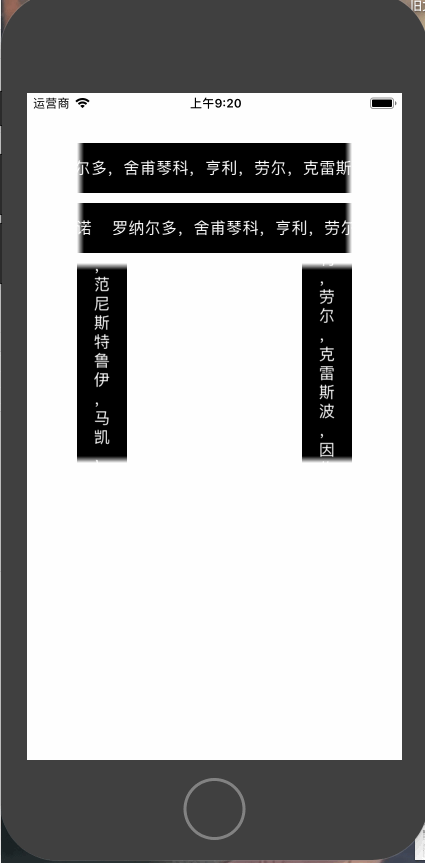 运营商
上午9:20
尔多，舍甫琴科，亨利，劳尔，克雷斯
诺 罗纳尔多，舍甫琴科，亨利，劳尔
，范尼斯特鲁伊，马凯
，劳尔，克雷斯波，因